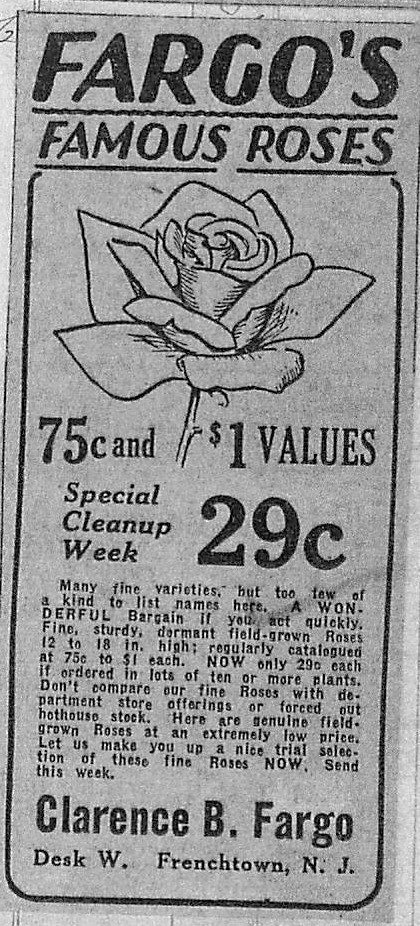 FARGO'S
FAMOUS ROSES
75c and $1 VALUES
Special
Cleanup
Week
29c
Many fine varieties, but too few of
a kind to list names here. A WON-
DERFUL Bargain if you act quickly.
Fine, sturdy, dormant field-grown Roses
12 to 18 in. high; regularly catalogued
at 75c to $1 each. NOW only 29c each
if ordered in lots of ten or more plants.
Don't compare our fine Roses with de-
partment store offerings or forced out
hothouse stock. Here are genuine field-
grown Roses at an extremely low price.
Let us make you up a nice trial selec-
tion of these fine Roses NOW. Send
this week.
Clarence B. Fargo
Desk W. Frenchtown, N. J.